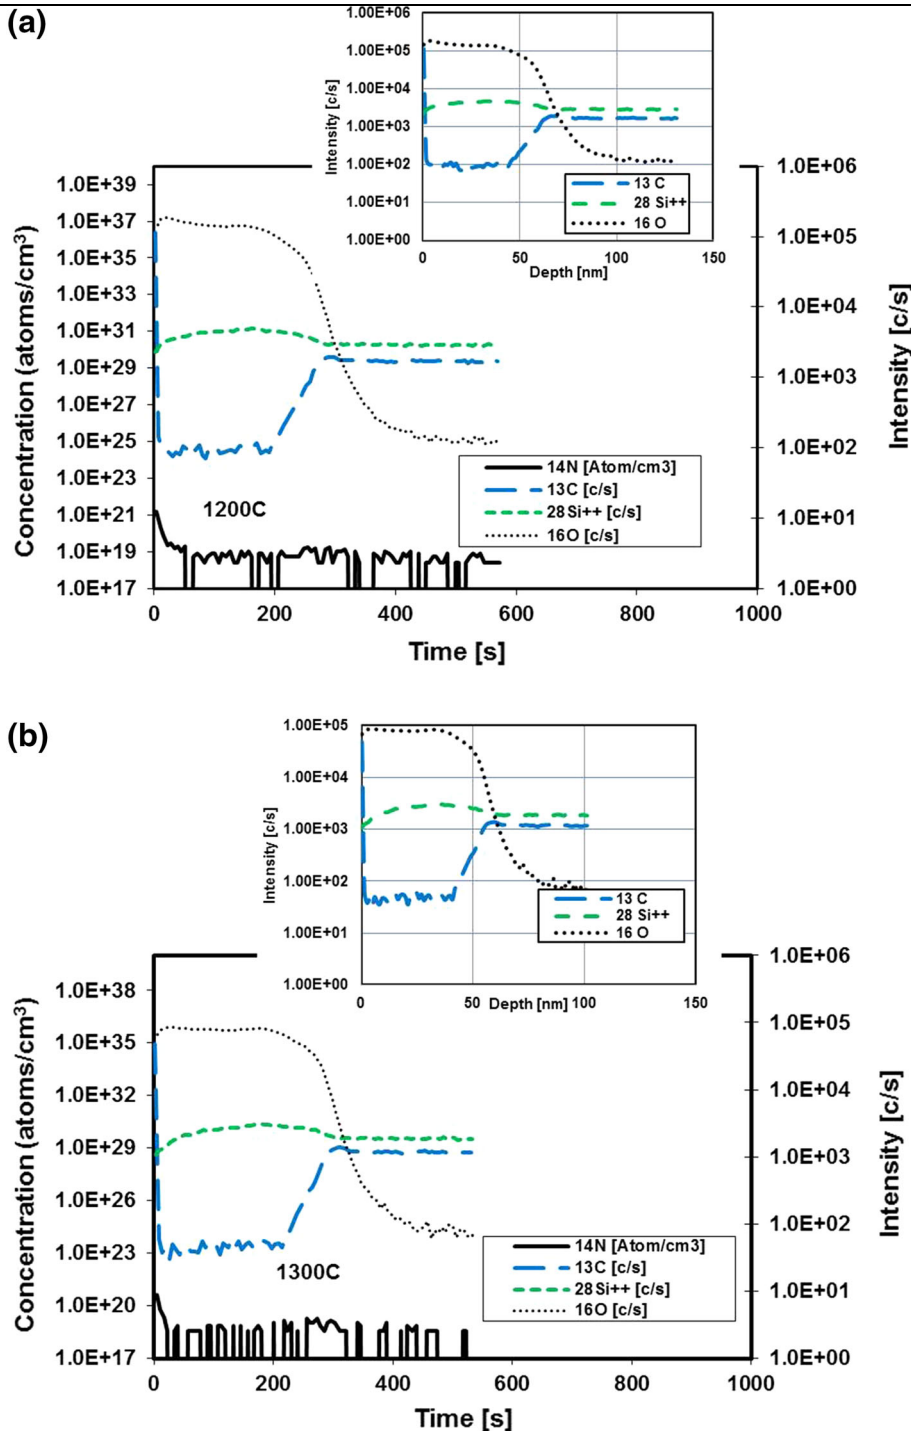 (a)
1.00E+06
1.00E+05
1.00E+04
1.00E+03
1.00E+02
1.00E+01
1.00E+00
Intensity [c/s]
0
50
100
150
Depth [nm]
13 C
28 Si++
16 O
1.0E+39
1.0E+37
1.0E+35
1.0E+33
1.0E+31
1.0E+29
1.0E+27
1.0E+25
1.0E+23
1.0E+21
1.0E+19
1.0E+17
Concentration (atoms/cm³)
1.0E+06
1.0E+05
1.0E+04
1.0E+03
1.0E+02
1.0E+01
1.0E+00
Intensity [c/s]
1200C
14N [Atom/cm3]
13C [c/s]
28Si++ [c/s]
16O [c/s]
0
200
400
600
800
1000
Time [s]
(b)
1.00E+05
1.00E+04
1.00E+03
1.00E+02
1.00E+01
1.00E+00
Intensity [c/s]
0
50
Depth [nm]
100
150
13 C
28 Si++
16 O
1.0E+38
1.0E+35
1.0E+32
1.0E+29
1.0E+26
1.0E+23
1.0E+20
1.0E+17
Concentration (atoms/cm³)
1.0E+06
1.0E+05
1.0E+04
1.0E+03
1.0E+02
1.0E+01
1.0E+00
Intensity [c/s]
1300C
14N [Atom/cm3]
13C [c/s]
28Si++ [c/s]
16O [c/s]
0
200
400
600
800
1000
Time [s]